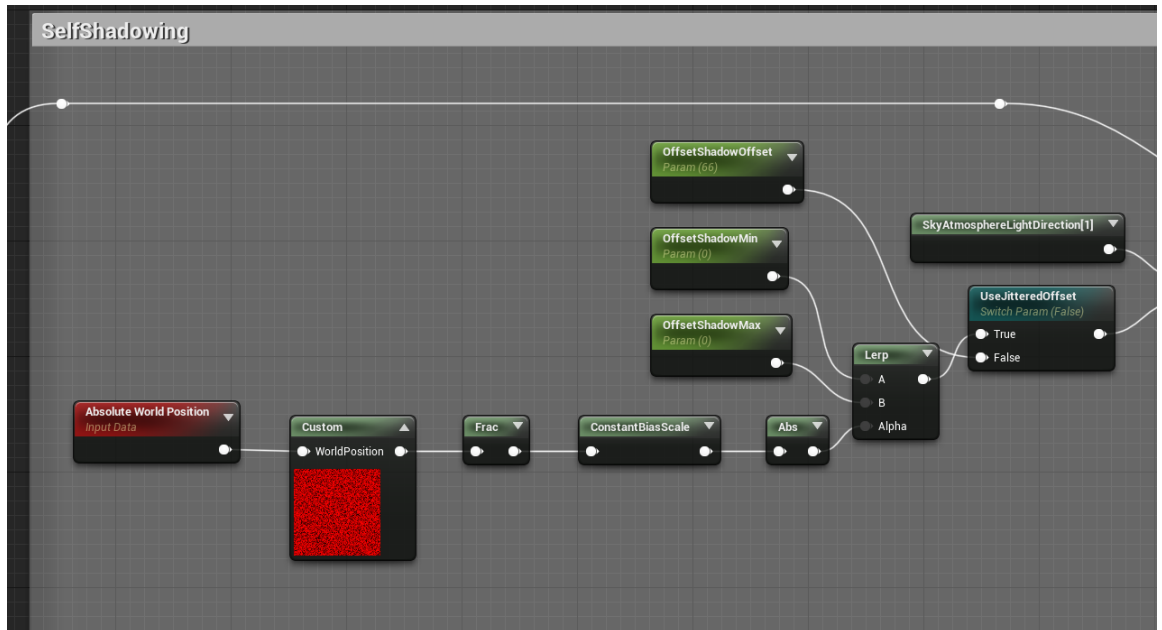 SelfShadowing
OffsetShadowOffset
Param (66)
SkyAtmosphereLightDirection[1]
OffsetShadowMin
Param (0)
UseJitteredOffset
Switch Param (False)
True
False
OffsetShadowMax
Param (0)
Lerp
A
B
Alpha
Absolute World Position
Input Data
Custom
WorldPosition
Frac
ConstantBiasScale
Abs